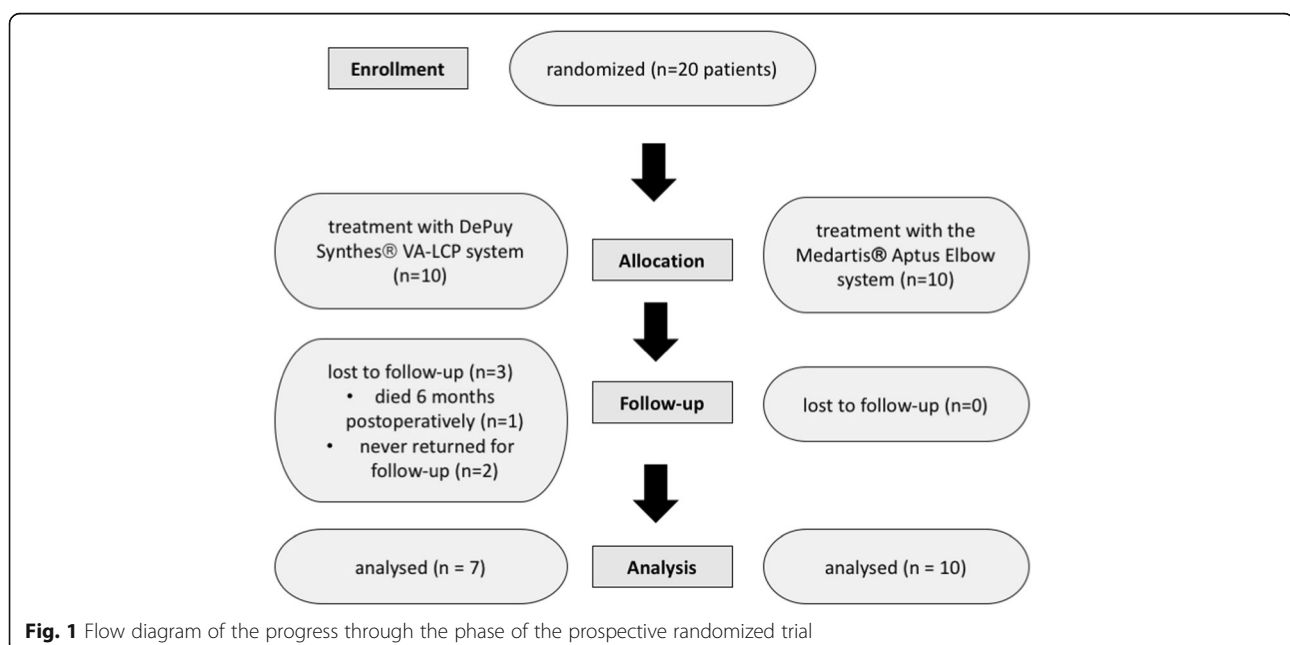 Enrollment
randomized (n=20 patients)
treatment with DePuy
Synthes® VA-LCP system
(n=10)
Allocation
treatment with the
Medartis® Aptus Elbow
system (n=10)
lost to follow-up (n=3)
• died 6 months
postoperatively (n=1)
• never returned for
follow-up (n=2)
Follow-up
lost to follow-up (n=0)
analysed (n = 7)
Analysis
analysed (n = 10)
Fig. 1 Flow diagram of the progress through the phase of the prospective randomized trial